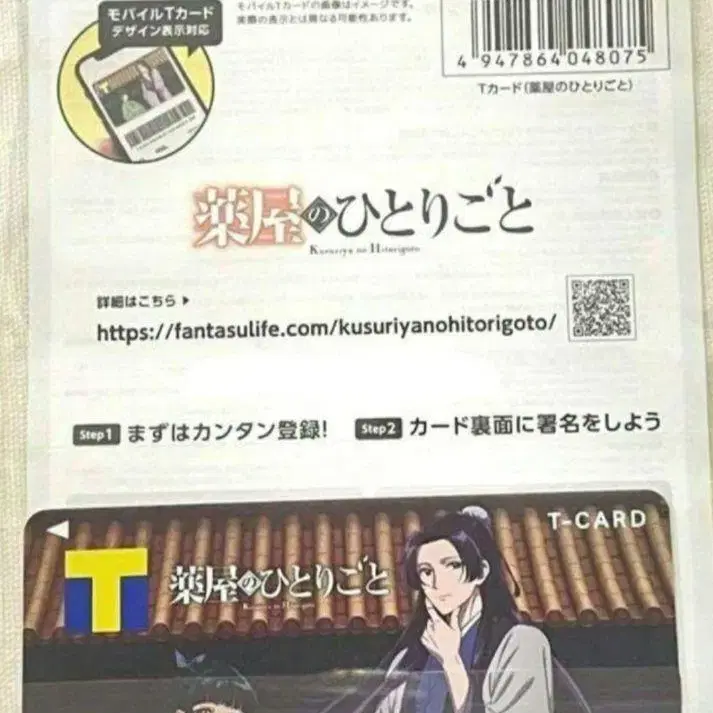 モバイルTカード
デザイン表示対応
モバイルTカードの画像はイメージです。
実際の表示とは異なる可能性あります。
4 947864 048075
Tカード(薬屋のひとりごと)
薬屋のひとりごと
Kusuriya no Hitorigoto
詳細はこちら ▶
https://fantasulife.com/kusuriyanohitorigoto/
Step1 まずはカンタン登録! Step2 カード裏面に署名をしよう
T-CARD
T
薬屋のひとりごと
Kusuriya no Hitorigoto